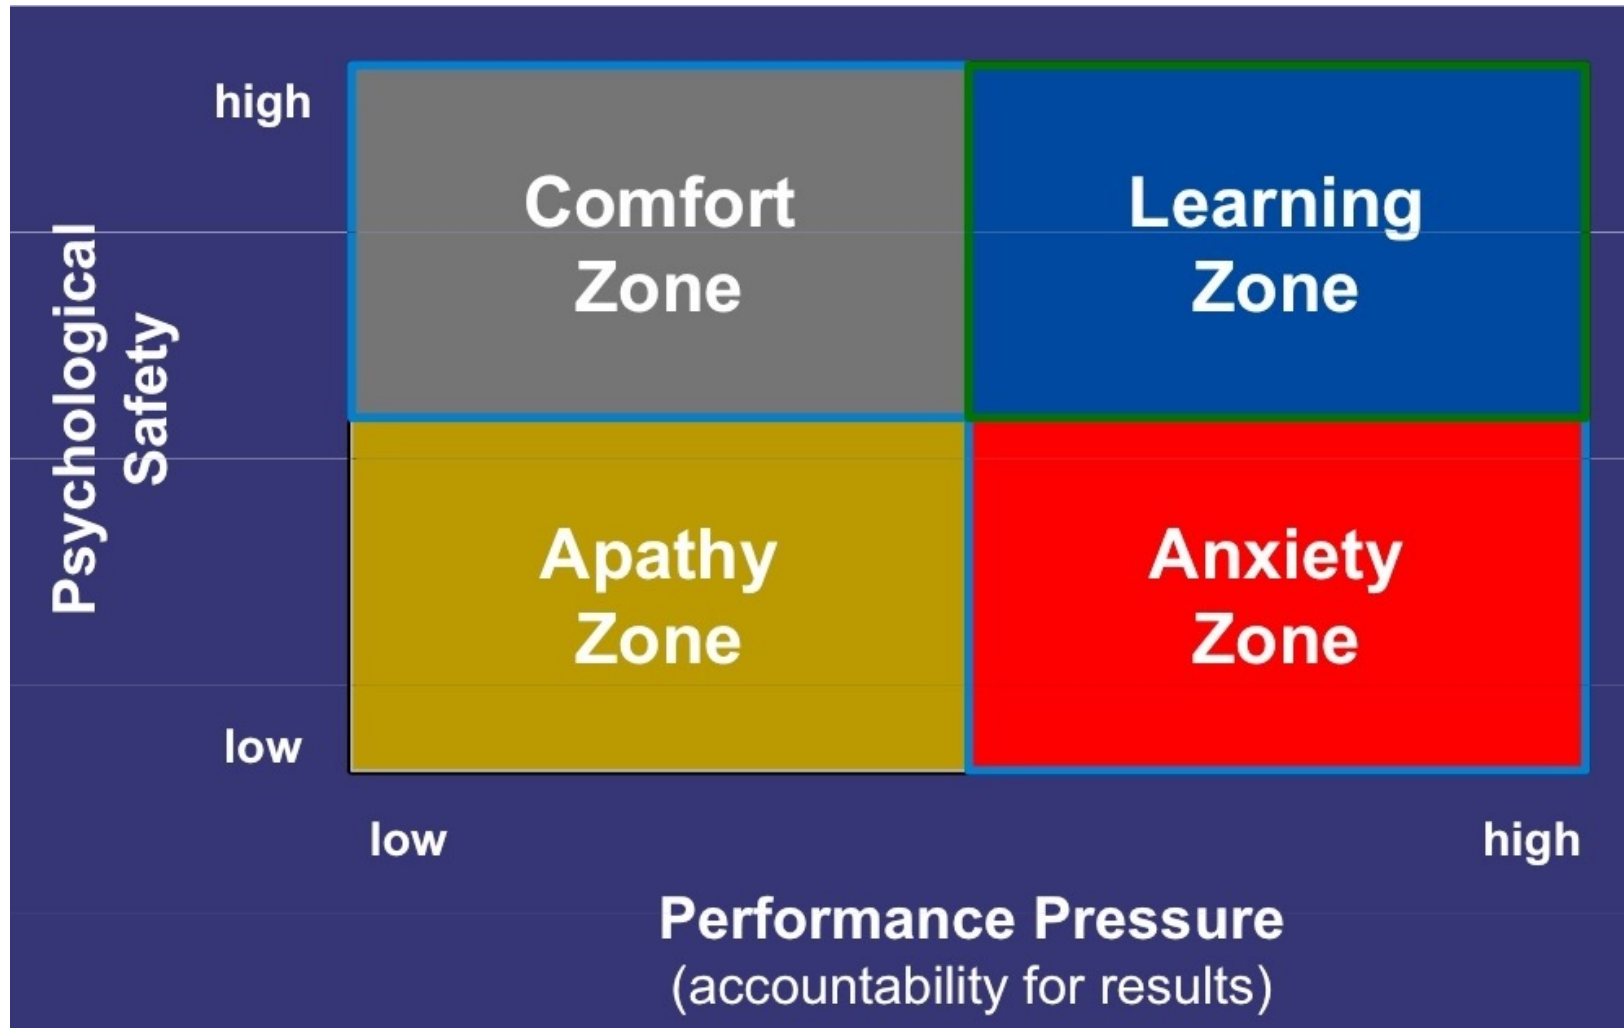 high
Comfort
Zone
Learning
Zone
Psychological
Safety
Apathy
Zone
Anxiety
Zone
low
low
high
Performance Pressure
(accountability for results)